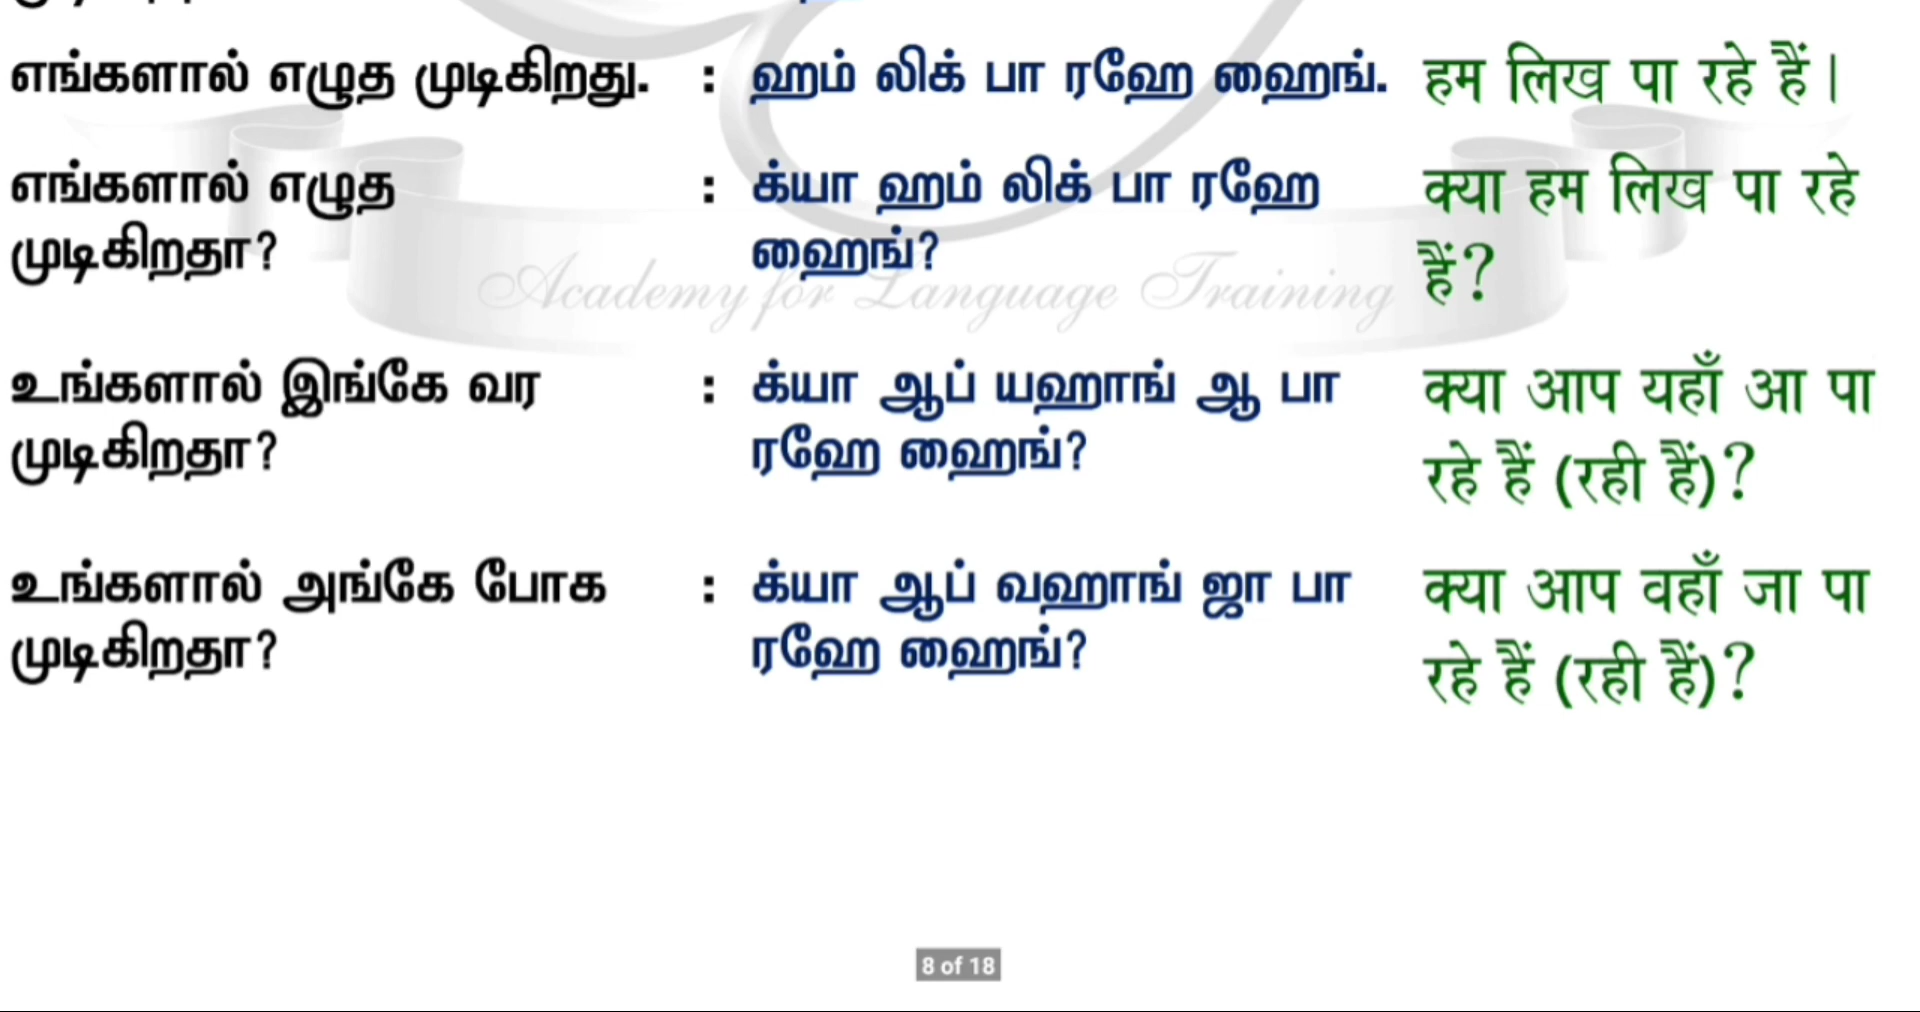 எங்களால் எழுத முடிகிறது. : ஹம் லிக் பா ரஹே ஹைங். हम लिख पा रहे हैं।
எங்களால் எழுத : க்யா ஹம் லிக் பா ரஹே क्या हम लिख पा रहे
முடிகிறதா? ஹைங்? हैं?
Academy for Language Training
உங்களால் இங்கே வர : க்யா ஆப் யஹாங் ஆ பா क्या आप यहाँ आ पा
முடிகிறதா? ரஹே ஹைங்? रहे हैं (रही हैं)?
உங்களால் அங்கே போக : க்யா ஆப் வஹாங் ஜா பா क्या आप वहाँ जा पा
முடிகிறதா? ரஹே ஹைங்? रहे हैं (रही हैं)?
8 of 18